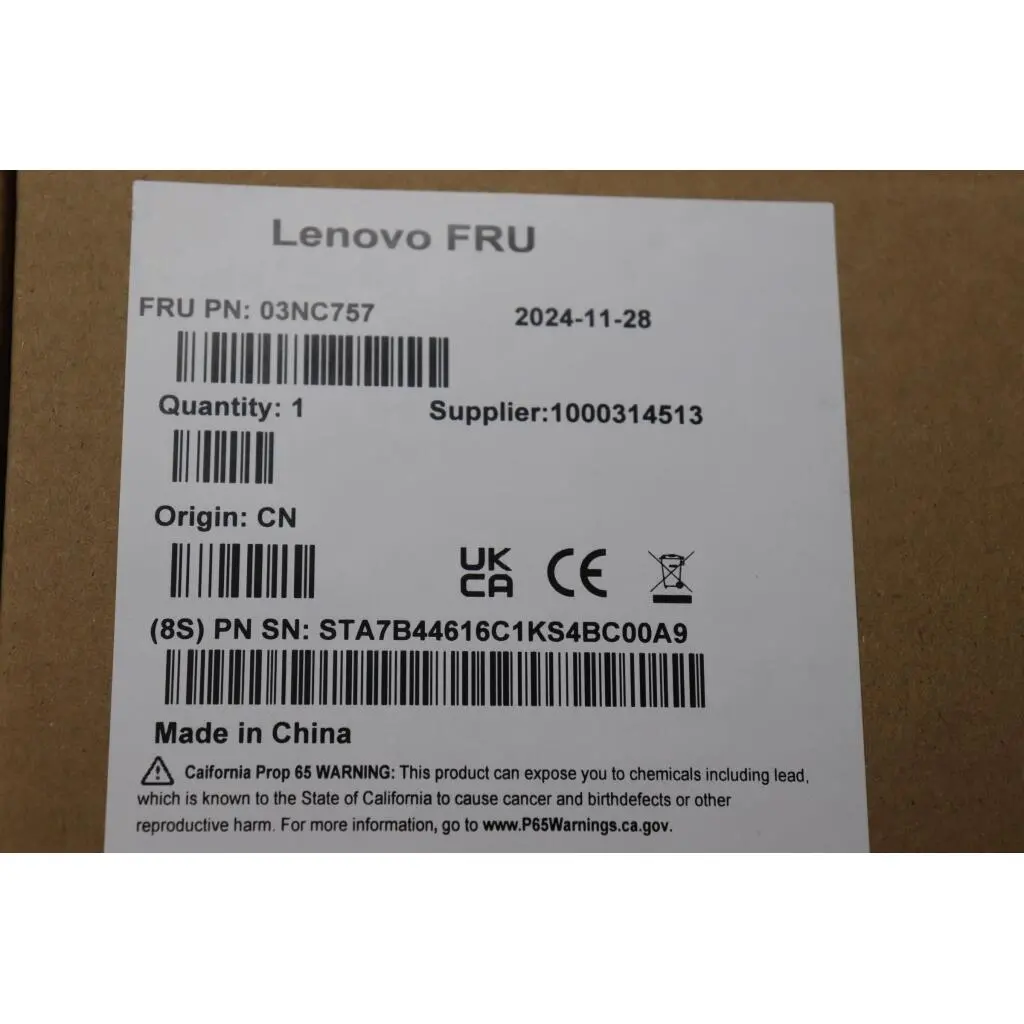 Lenovo FRU
FRU PN: 03NC757
2024-11-28
Quantity: 1
Supplier:1000314513
Origin: CN
UK
CA
CE
(8S) PN SN: STA7B44616C1KS4BC00A9
Made in China
Caifornia Prop 65 WARNING: This product can expose you to chemicals including lead,
which is known to the State of California to cause cancer and birthdefects or other
reproductive harm. For more information, go to www.P65Warnings.ca.gov.